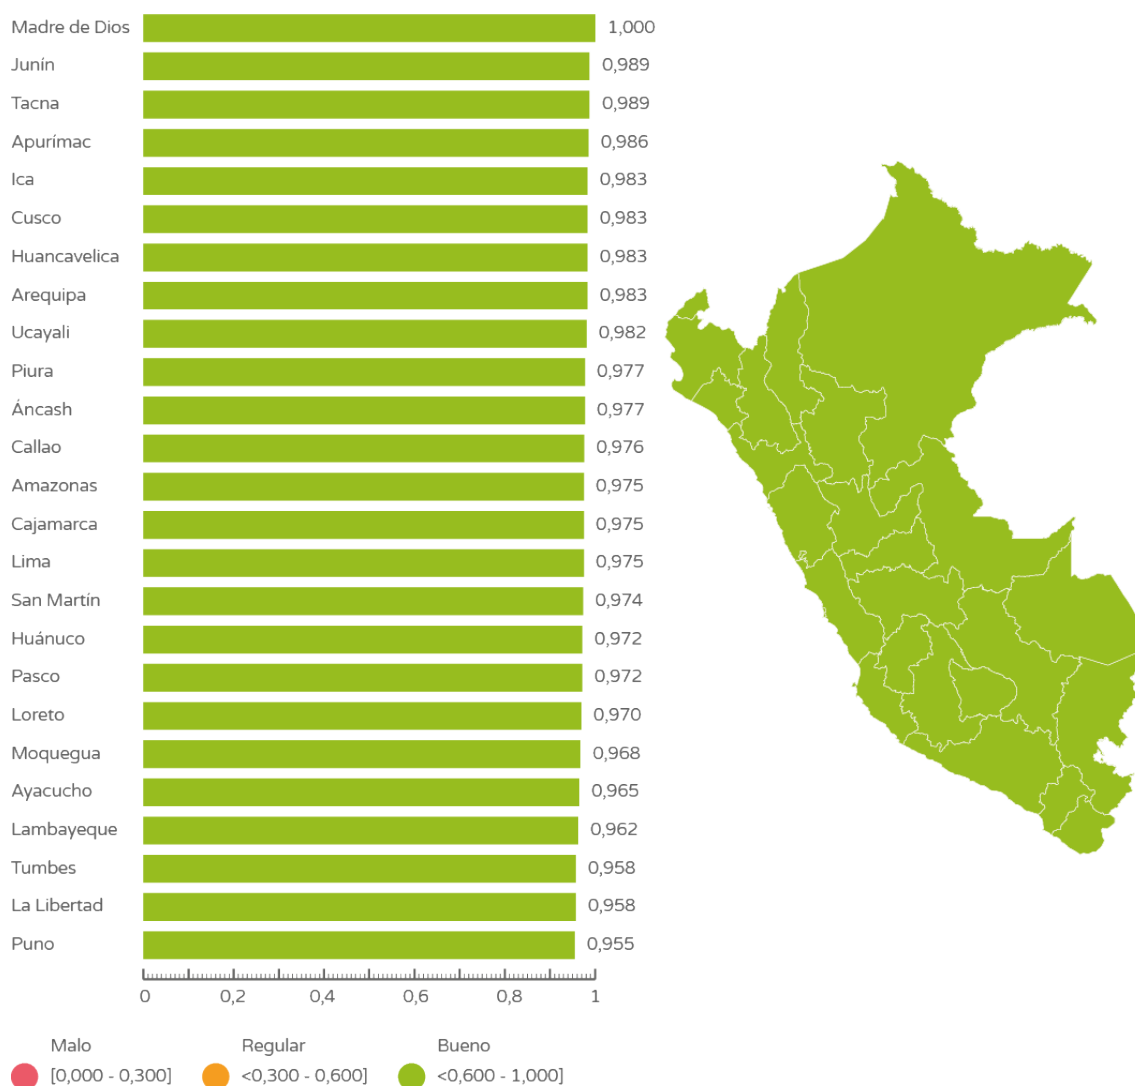 Madre de Dios 1,000
Junín 0,989
Tacna 0,989
Apurímac 0,986
Ica 0,983
Cusco 0,983
Huancavelica 0,983
Arequipa 0,983
Ucayali 0,982
Piura 0,977
Áncash 0,977
Callao 0,976
Amazonas 0,975
Cajamarca 0,975
Lima 0,975
San Martín 0,974
Huánuco 0,972
Pasco 0,972
Loreto 0,970
Moquegua 0,968
Ayacucho 0,965
Lambayeque 0,962
Tumbes 0,958
La Libertad 0,958
Puno 0,955
0 0,2 0,4 0,6 0,8 1
Malo Regular Bueno
[0,000 - 0,300] <0,300 - 0,600] <0,600 - 1,000]